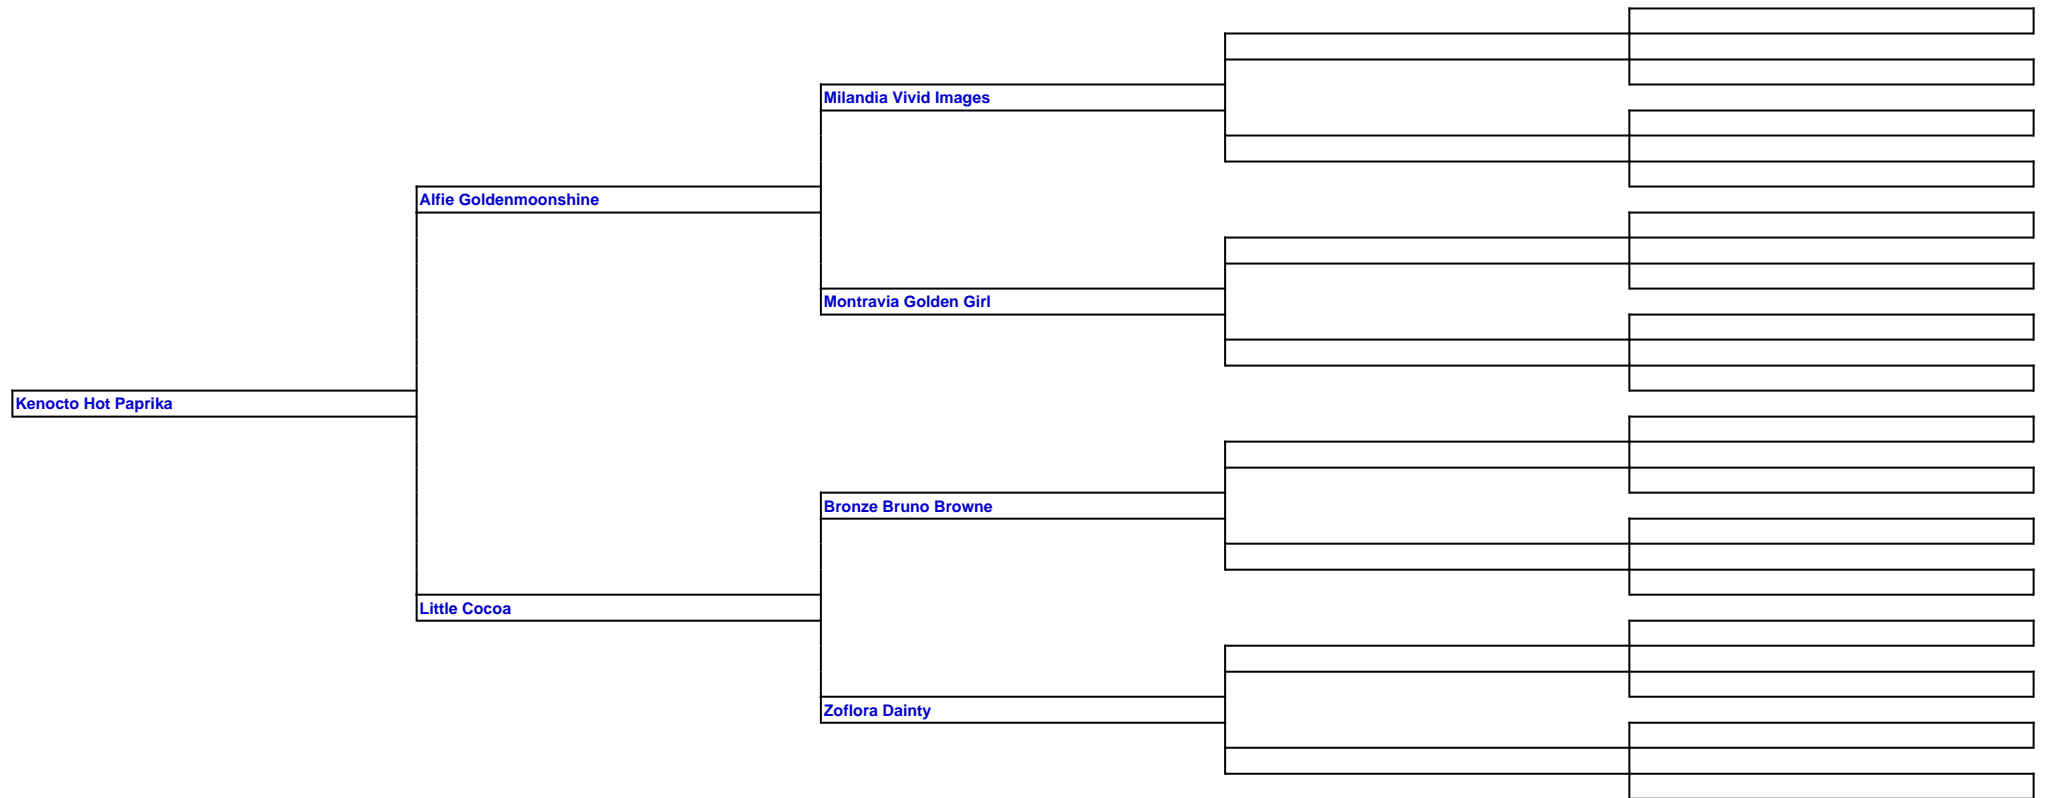 Milandia Vivid Images
Alfie Goldenmoonshine
Montravia Golden Girl
Kenocto Hot Paprika
Bronze Bruno Browne
Little Cocoa
Zoflora Dainty